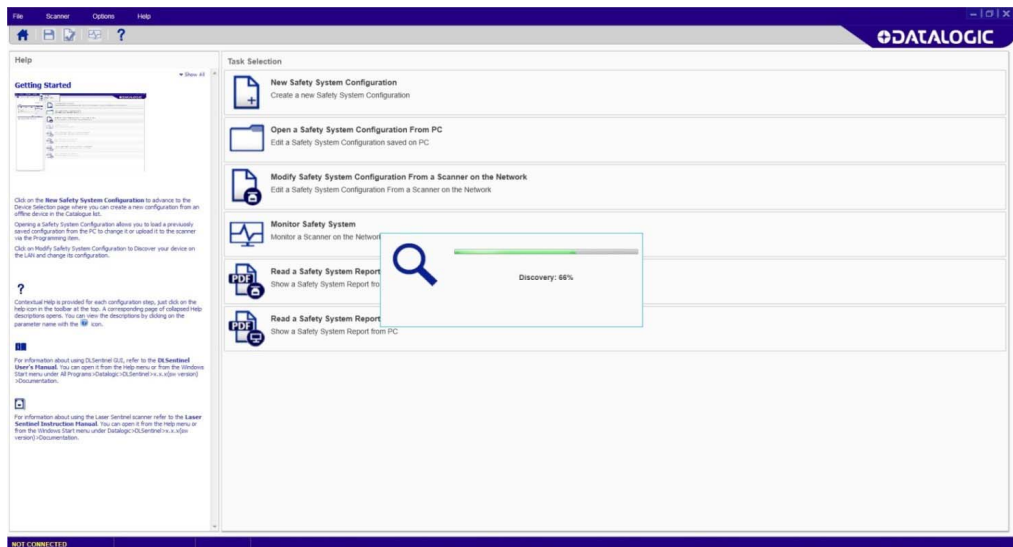 File Scanner Options Help
DATALOGIC
Help
Show All
Getting Started
Click on the New Safety System Configuration to advance to the
Device Selection page where you can create a new configuration from an
offline device in the Catalogue list.
Opening a Safety System Configuration allows you to load a previously
saved configuration from the PC to change it or upload it to the scanner
via the Programming item.
Click on Modify Safety System Configuration to Discover your device on
the LAN and change its configuration.
?
Contextual Help is provided for each configuration step, just click on the
help icon in the toolbar at the top. A corresponding page of collapsed Help
descriptions opens. You can view the descriptions by clicking on the
parameter name with the icon.
For information about using DLSentinel GUI, refer to the DLSentinel
User's Manual. You can open it from the Help menu or from the Windows
Start menu under All Programs>Datalogic>DLSentinel>x.x.x(sw version)
>Documentation.
For information about using the Laser Sentinel scanner refer to the Laser
Sentinel Instruction Manual. You can open it from the Help menu or
from the Windows Start menu under Datalogic>DLSentinel>x.x.x(sw
version)>Documentation.
Task Selection
New Safety System Configuration
Create a new Safety System Configuration
Open a Safety System Configuration From PC
Edit a Safety System Configuration saved on PC
Modify Safety System Configuration From a Scanner on the Network
Edit a Safety System Configuration From a Scanner on the Network
Monitor Safety System
Monitor a Scanner on the Network
PDF
Read a Safety System Report
Show a Safety System Report fro
PDF
Read a Safety System Report
Show a Safety System Report from PC
Discovery: 66%
NOT CONNECTED